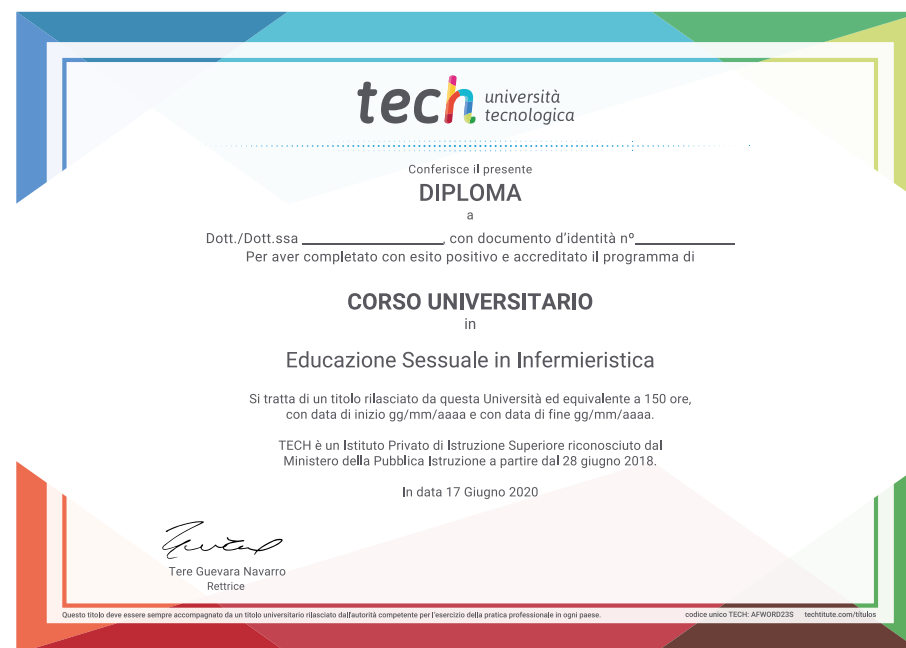 tech università
tecnologica
Conferisce il presente
DIPLOMA
a
Dott./Dott.ssa ____________________, con documento d'identità nº______________
Per aver completato con esito positivo e accreditato il programma di
CORSO UNIVERSITARIO
in
Educazione Sessuale in Infermieristica
Si tratta di un titolo rilasciato da questa Università ed equivalente a 150 ore,
con data di inizio gg/mm/aaaa e con data di fine gg/mm/aaaa.
TECH è un Istituto Privato di Istruzione Superiore riconosciuto dal
Ministero della Pubblica Istruzione a partire dal 28 giugno 2018.
In data 17 Giugno 2020
Tere Guevara Navarro
Rettrice
Questo titolo deve essere sempre accompagnato da un titolo universitario rilasciato dall'autorità competente per l'esercizio della pratica professionale in ogni paese. codice unico TECH: AFWORD23S techtitute.com/títulos